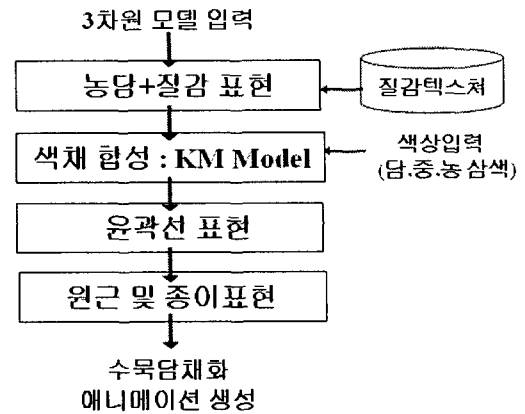 3차원 모델 입력
농담+질감 표현
질감텍스쳐
색채 합성 : KM Model
색상입력
(담.중.농 삼색)
윤곽선 표현
원근 및 종이표현
수묵담채화
애니메이션 생성